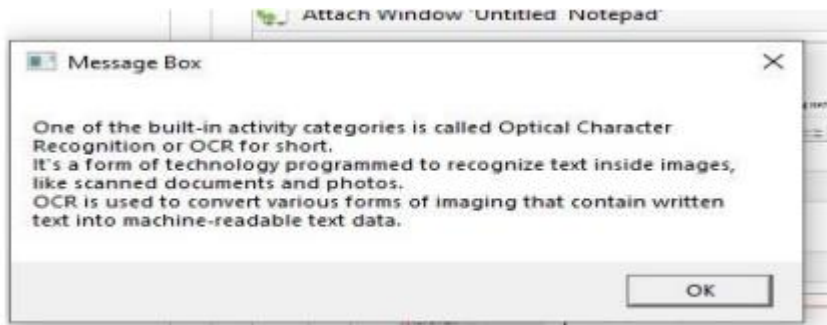 Attach Window 'Untitled Notepad'
Message Box
One of the built-in activity categories is called Optical Character
Recognition or OCR for short.
It's a form of technology programmed to recognize text inside images,
like scanned documents and photos.
OCR is used to convert various forms of imaging that contain written
text into machine-readable text data.
OK